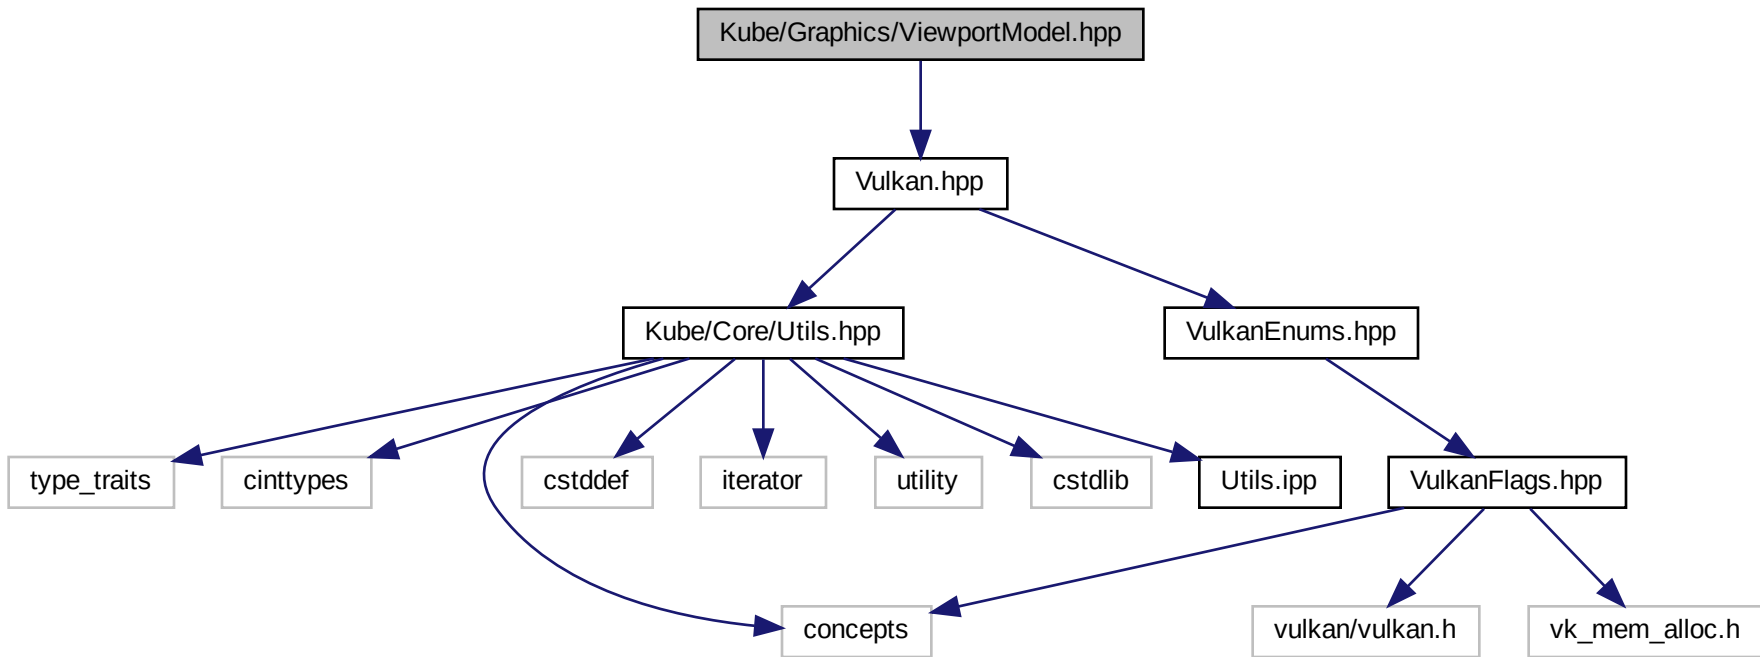 Kube/Graphics/ViewportModel.hpp
Vulkan.hpp
Kube/Core/Utils.hpp
VulkanEnums.hpp
type_traits
cinttypes
cstddef
iterator
utility
cstdlib
Utils.ipp
VulkanFlags.hpp
concepts
vulkan/vulkan.h
vk_mem_alloc.h